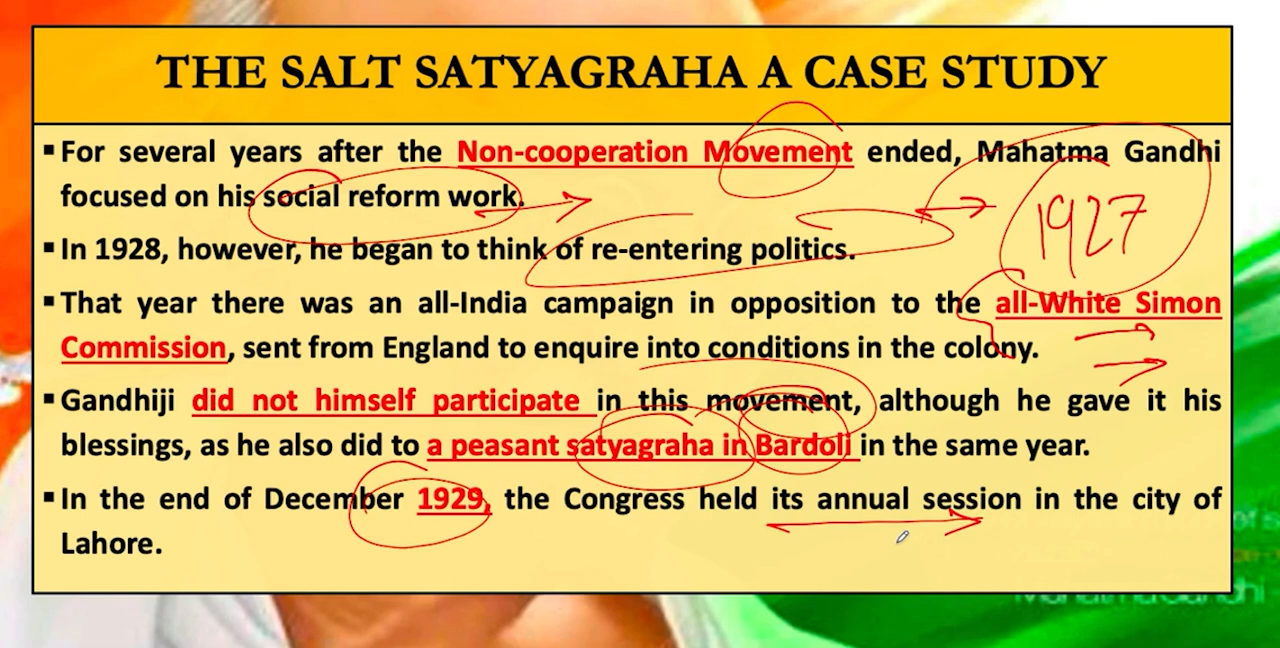 THE SALT SATYAGRAHA A CASE STUDY
▪ For several years after the Non-cooperation Movement ended, Mahatma Gandhi
focused on his social reform work.
1927
▪ In 1928, however, he began to think of re-entering politics.
▪ That year there was an all-India campaign in opposition to the all-White Simon
Commission, sent from England to enquire into conditions in the colony.
▪ Gandhiji did not himself participate in this movement, although he gave it his
blessings, as he also did to a peasant satyagraha in Bardoli in the same year.
▪ In the end of December 1929, the Congress held its annual session in the city of
Lahore.